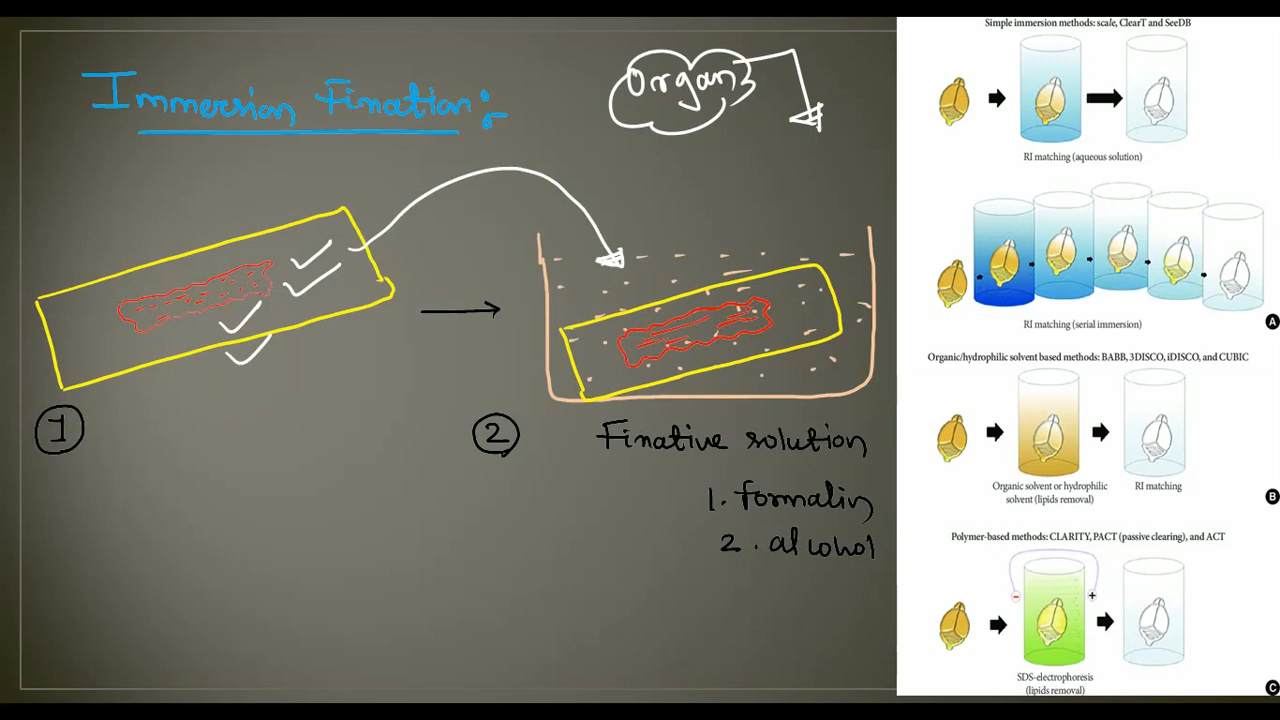 Immersion Fination:-
Organ
1
2
Finative solution
1. formalin
2. alcohol
Simple immersion methods: scale, ClearT and SeeDB
RI matching (aqueous solution)
RI matching (serial immersion)
A
Organic/hydrophilic solvent based methods: BABB, 3DISCO, iDISCO, and CUBIC
Organic solvent or hydrophilic
solvent (lipids removal)
RI matching
B
Polymer-based methods: CLARITY, PACT (passive clearing), and ACT
- +
SDS-electrophoresis
(lipids removal)
C